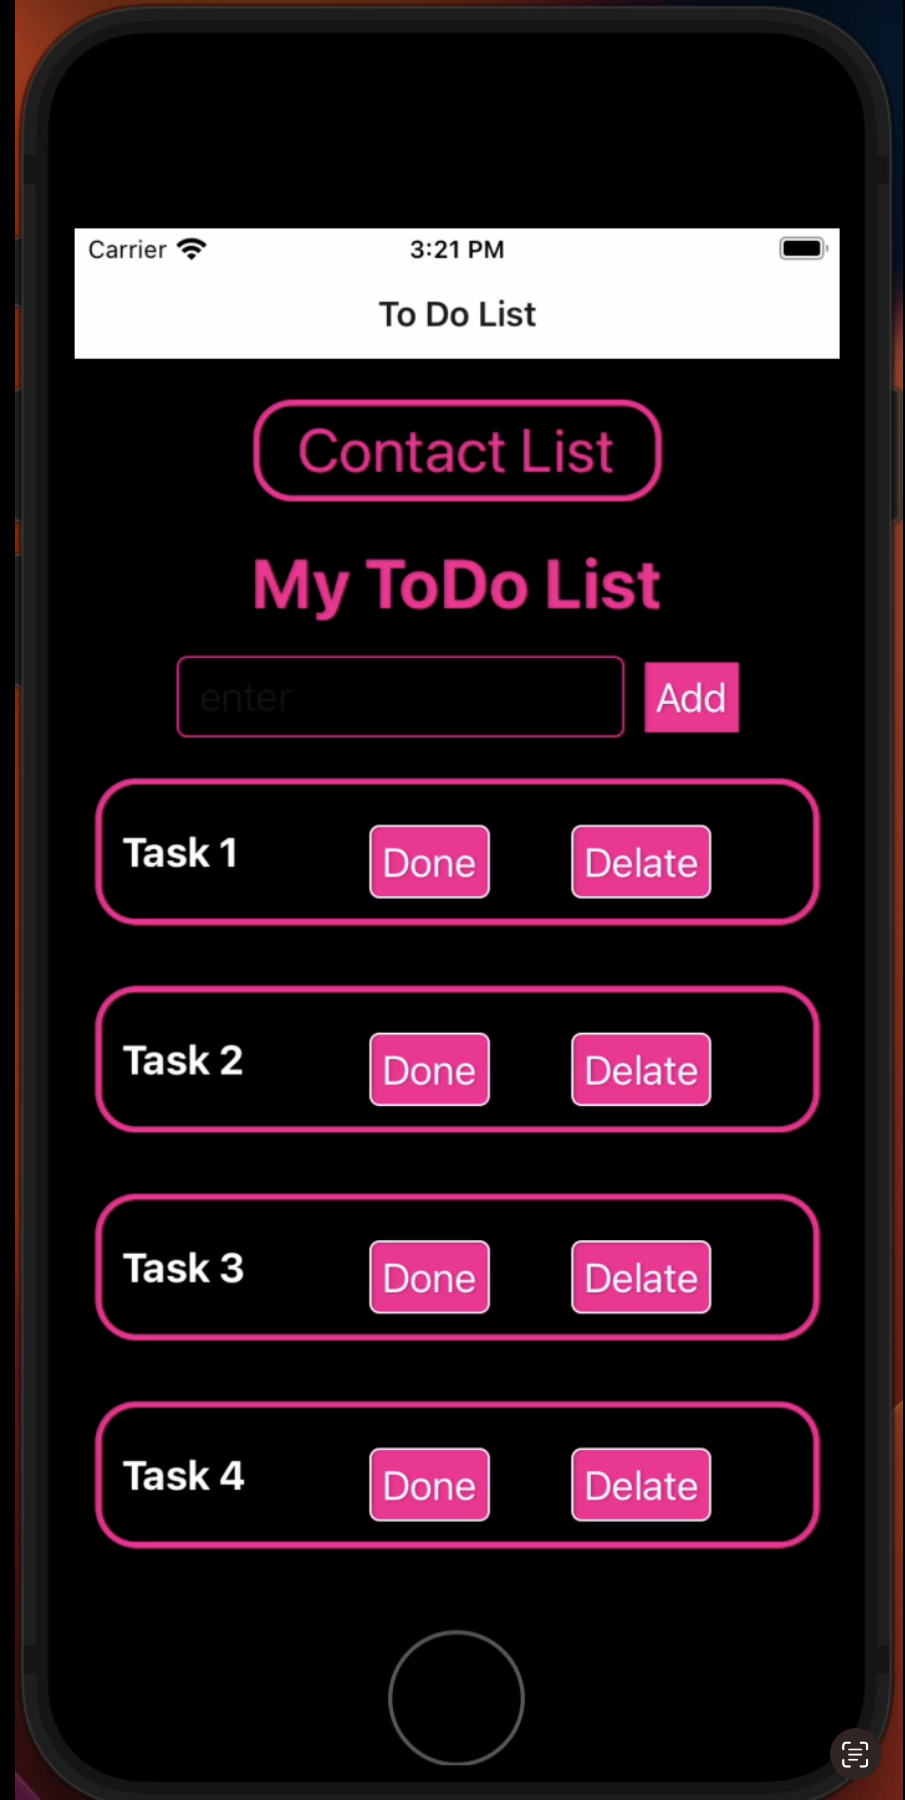 Carrier 3:21 PM
To Do List
Contact List
My ToDo List
enter Add
Task 1 Done Delate
Task 2 Done Delate
Task 3 Done Delate
Task 4 Done Delate